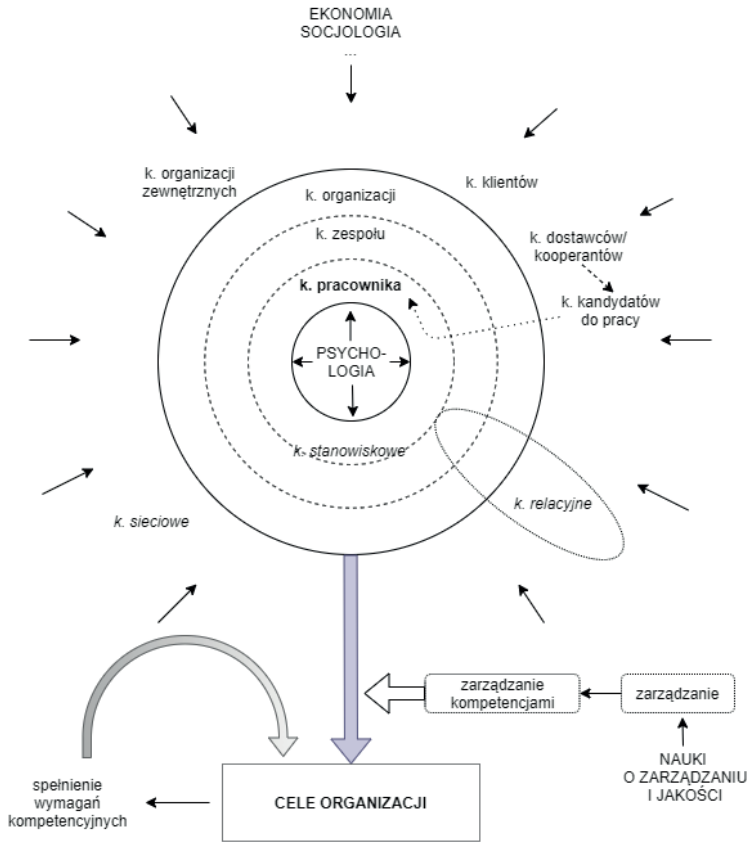 EKONOMIA
SOCJOLOGIA
...
k. organizacji
zewnętrznych
k. organizacji
k. klientów
k. zespołu
k. dostawców/
kooperantów
k. pracownika
k. kandydatów
do pracy
PSYCHO-
LOGIA
k. stanowiskowe
k. relacyjne
k. sieciowe
zarządzanie
kompetencjami
zarządzanie
NAUKI
O ZARZĄDZANIU
I JAKOŚCI
spełnienie
wymagań
kompetencyjnych
CELE ORGANIZACJI